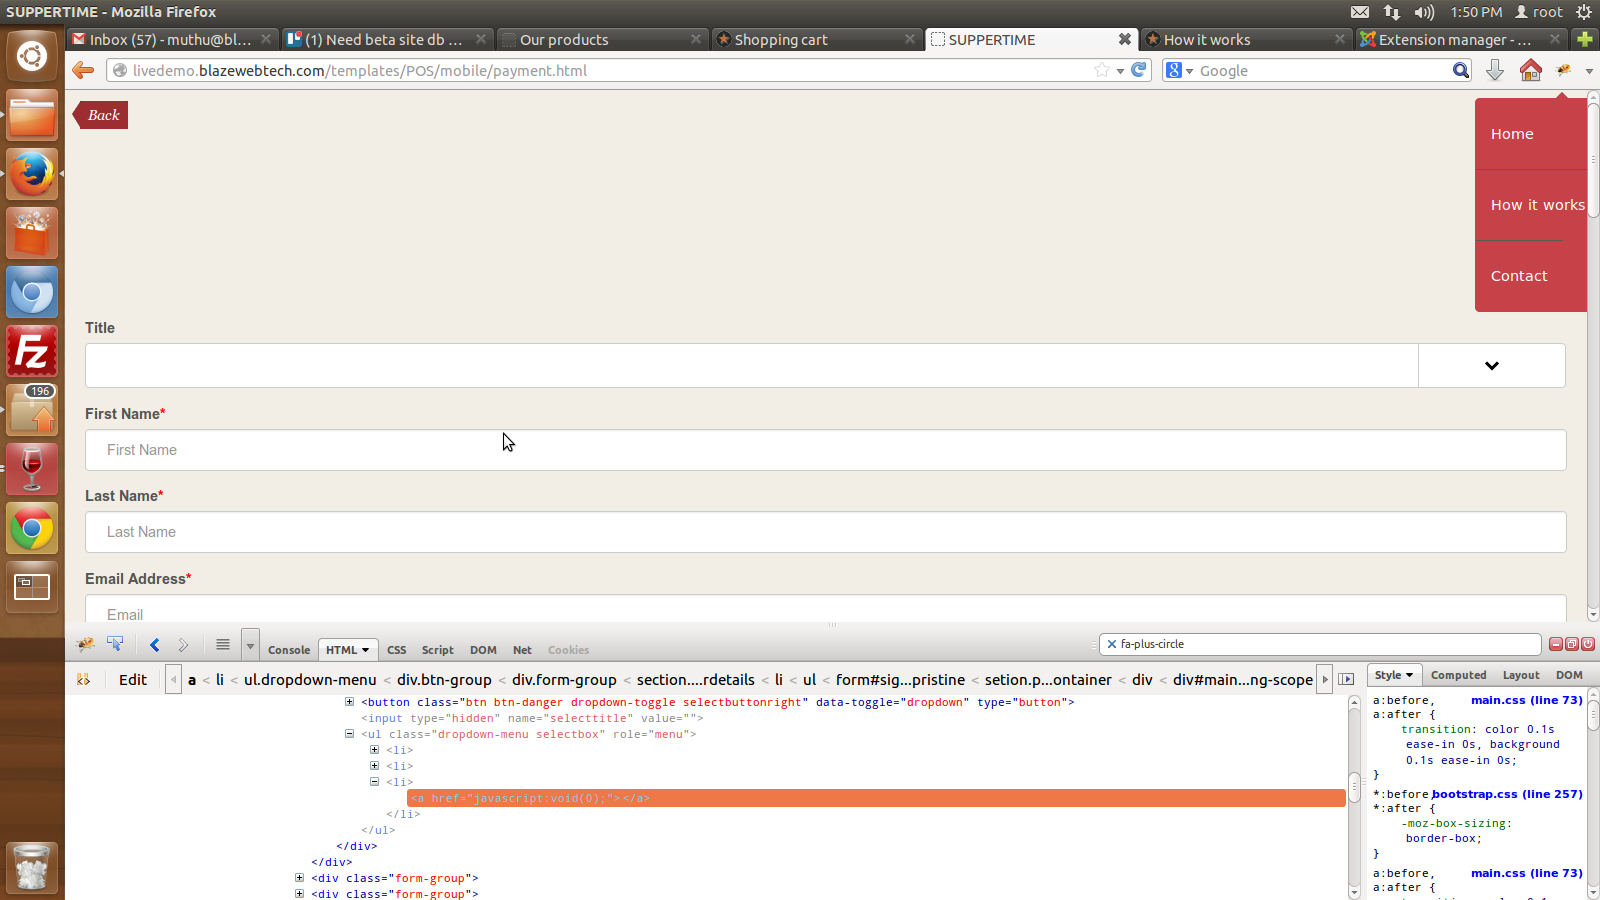 SUPPERTIME - Mozilla Firefox
1:50 PM root
Inbox (57) - muthu@bl...
(1) Need beta site db ...
Our products
Shopping cart
SUPPERTIME
How it works
Extension manager - ...
livedemo.blazewebtech.com/templates/POS/mobile/payment.html
Google
Back
Home
How it works
Contact
Title
First Name*
First Name
Last Name*
Last Name
Email Address*
Email
196
Console HTML CSS Script DOM Net Cookies
fa-plus-circle
Edit
a < li < ul.dropdown-menu < div.btn-group < div.form-group < section....rdetails < li < ul < form#sig...pristine < setion.p...ontainer < div < div#main...ng-scope
Style Computed Layout DOM
<button class="btn btn-danger dropdown-toggle selectbuttonright" data-toggle="dropdown" type="button">
<input type="hidden" name="selecttitle" value="">
<ul class="dropdown-menu selectbox" role="menu">
<li>
<li>
<li>
<a href="javascript:void(0);"></a>
</li>
</ul>
</div>
</div>
<div class="form-group">
<div class="form-group">
a:before, main.css (line 73)
a:after {
transition: color 0.1s
ease-in 0s, background
0.1s ease-in 0s;
}
*:before, bootstrap.css (line 257)
*:after {
-moz-box-sizing:
border-box;
}
a:before, main.css (line 73)
a:after {